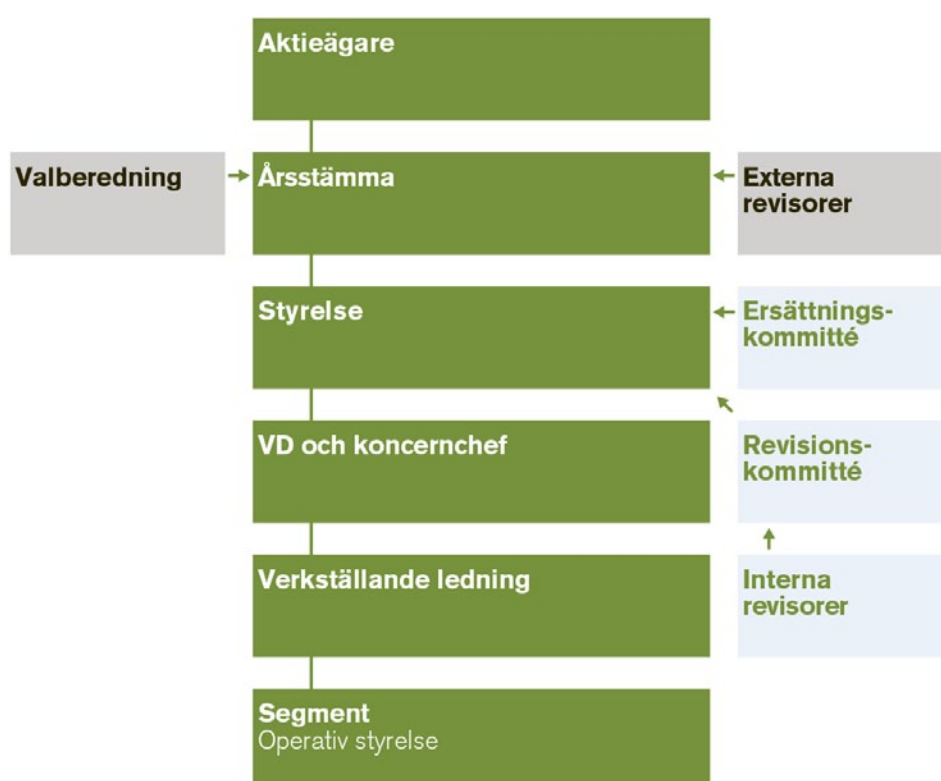 Aktieägare
Valberedning
Årsstämma
Externa
revisorer
Styrelse
Ersättnings-
kommitté
VD och koncernchef
Revisions-
kommitté
Verkställande ledning
Interna
revisorer
Segment
Operativ styrelse